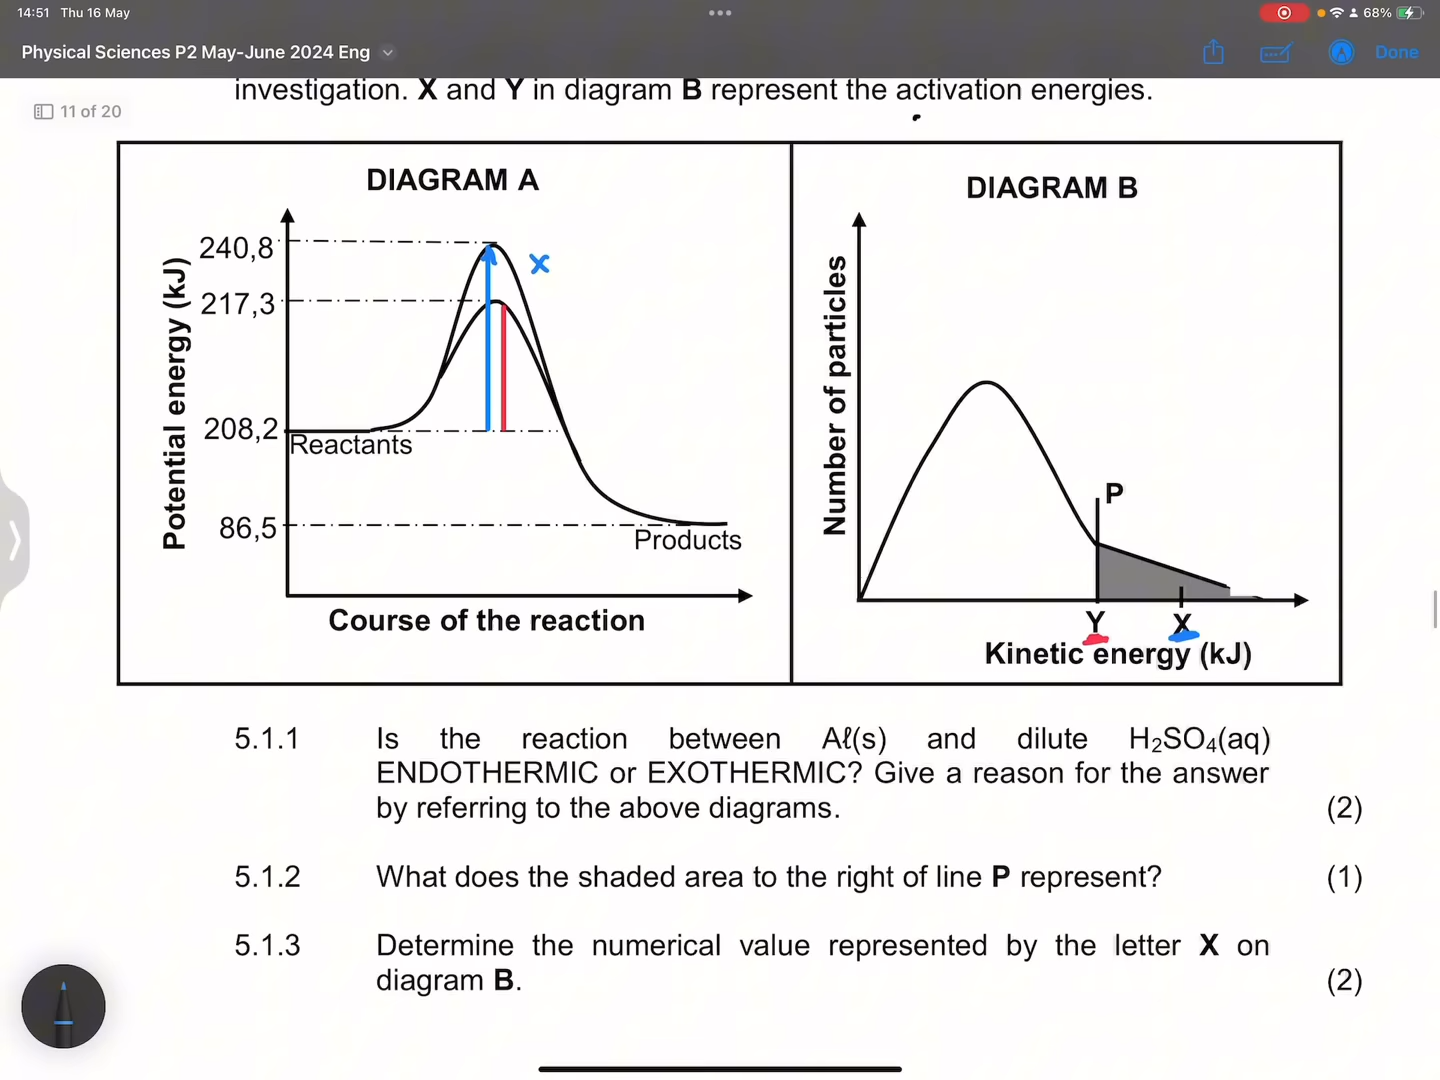 14:51 Thu 16 May
68%
Physical Sciences P2 May-June 2024 Eng
Done
investigation. X and Y in diagram B represent the activation energies.
11 of 20
DIAGRAM A
DIAGRAM B
240,8
X
217,3
208,2
Reactants
86,5
Products
Potential energy (kJ)
Course of the reaction
Number of particles
P
Y X
Kinetic energy (kJ)
5.1.1 Is the reaction between Aℓ(s) and dilute H₂SO₄(aq)
ENDOTHERMIC or EXOTHERMIC? Give a reason for the answer
by referring to the above diagrams. (2)
5.1.2 What does the shaded area to the right of line P represent? (1)
5.1.3 Determine the numerical value represented by the letter X on
diagram B. (2)